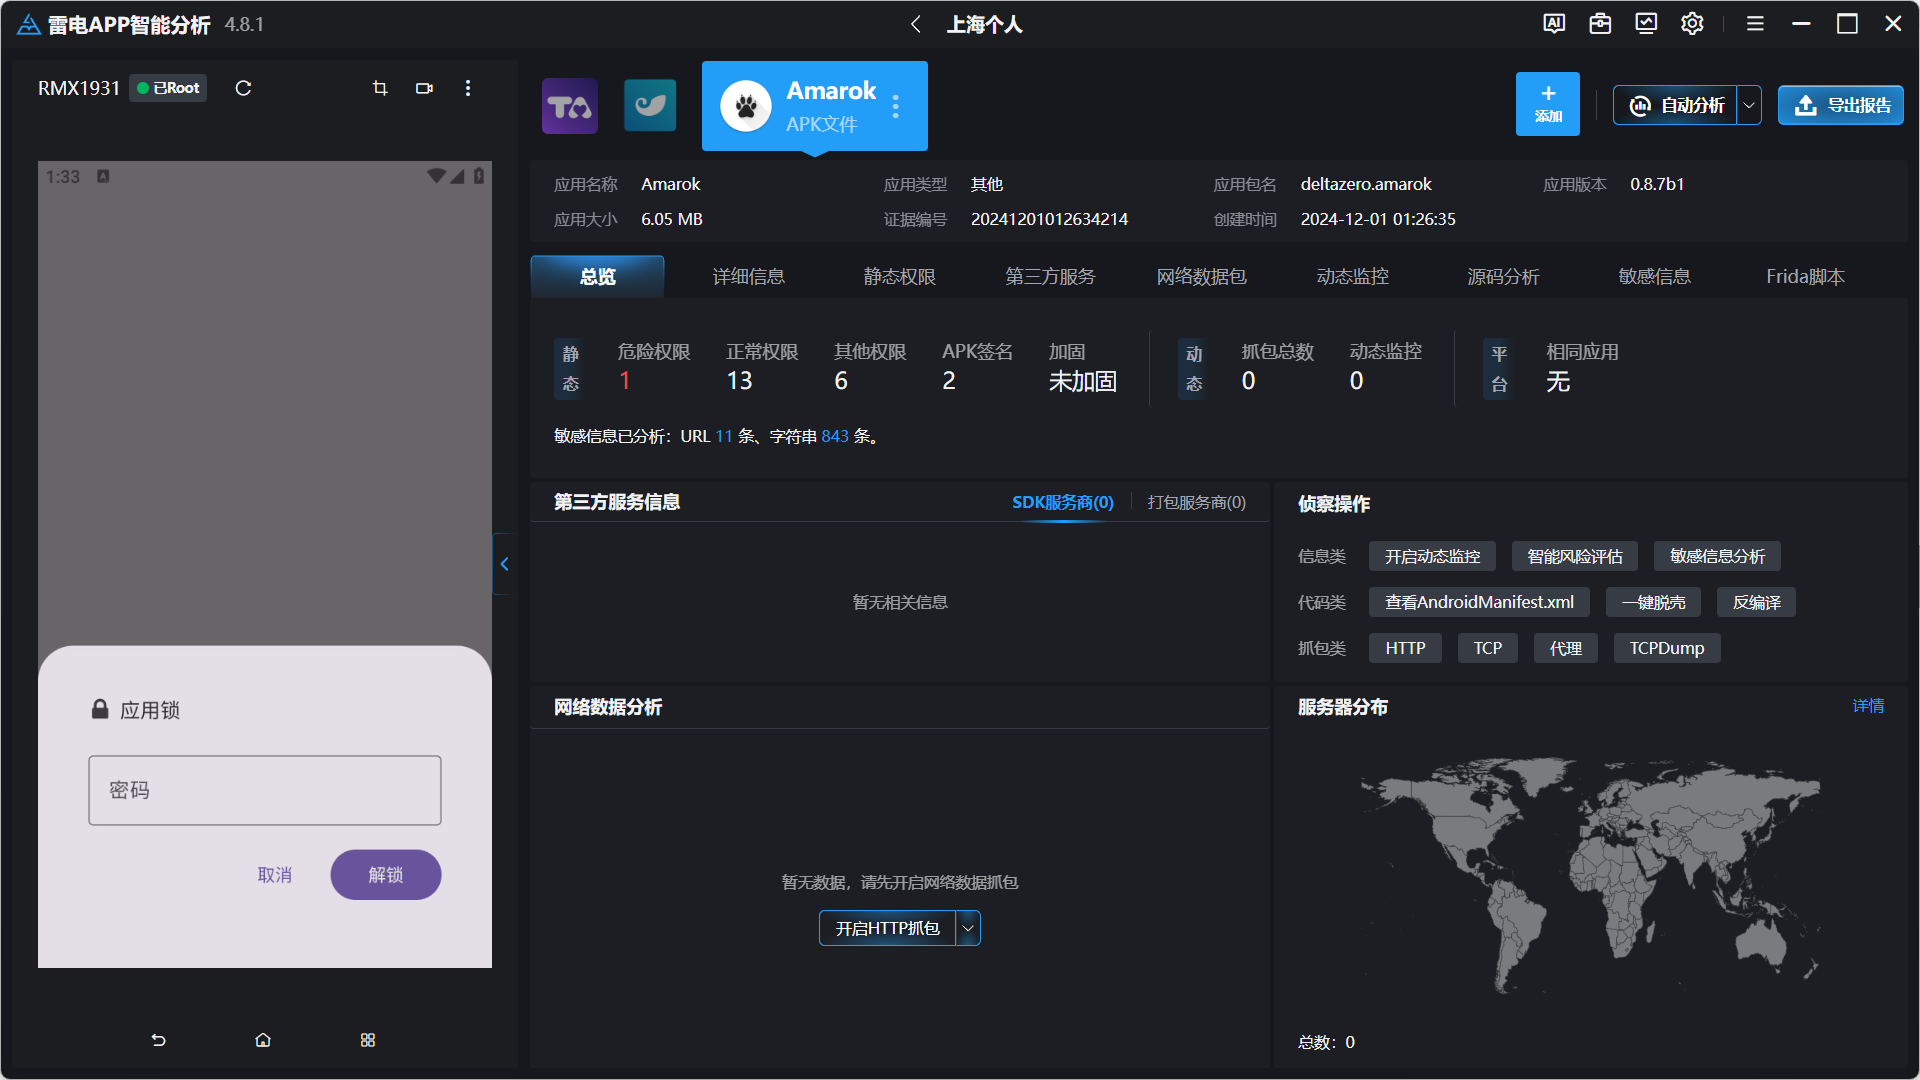 雷电APP智能分析 4.8.1
上海个人
AI
RMX1931 已Root
1:33 A
应用锁
密码
取消 解锁
TA
Amarok
APK文件
添加
自动分析
导出报告
应用名称 Amarok 应用类型 其他 应用包名 deltazero.amarok 应用版本 0.8.7b1
应用大小 6.05 MB 证据编号 20241201012634214 创建时间 2024-12-01 01:26:35
总览 详细信息 静态权限 第三方服务 网络数据包 动态监控 源码分析 敏感信息 Frida脚本
静态 危险权限 正常权限 其他权限 APK签名 加固 动态 抓包总数 动态监控 平台 相同应用
1 13 6 2 未加固 0 0 无
敏感信息已分析：URL 11 条、字符串 843 条。
第三方服务信息 SDK服务商(0) 打包服务商(0)
暂无相关信息
侦察操作
信息类 开启动态监控 智能风险评估 敏感信息分析
代码类 查看AndroidManifest.xml 一键脱壳 反编译
抓包类 HTTP TCP 代理 TCPDump
网络数据分析
暂无数据，请先开启网络数据抓包
开启HTTP抓包
服务器分布 详情
总数：0